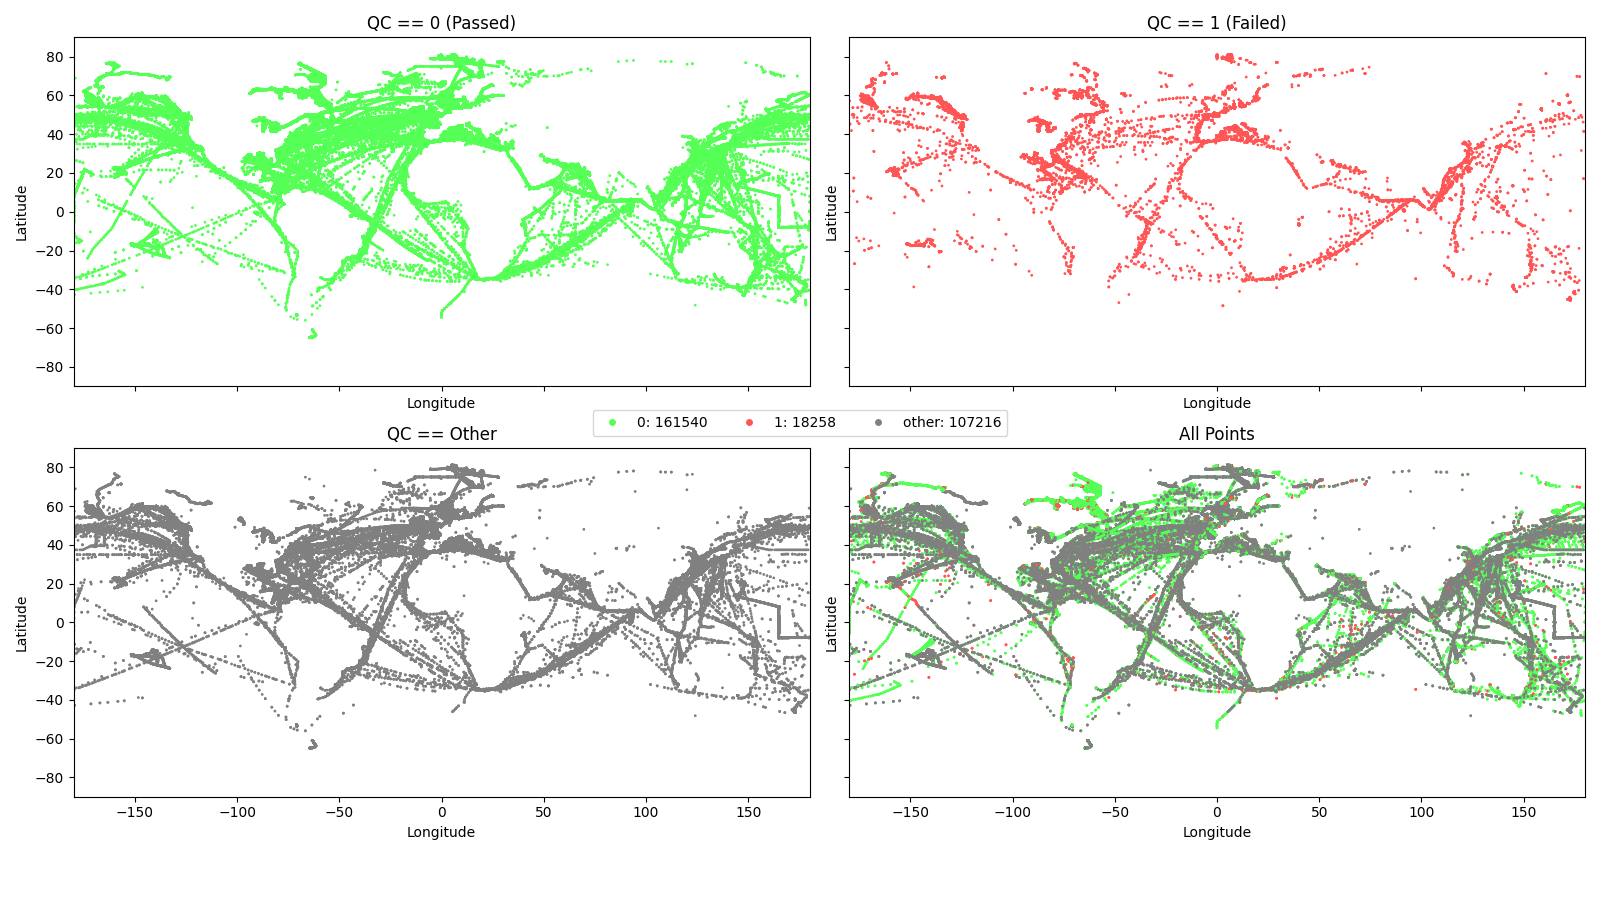 QC == 0 (Passed)
QC == 1 (Failed)
80
60
40
20
0
−20
−40
−60
−80
Latitude
Latitude
Longitude
Longitude
0: 161540
1: 18258
other: 107216
QC == Other
All Points
80
60
40
20
0
−20
−40
−60
−80
Latitude
Latitude
−150
−100
−50
0
50
100
150
−150
−100
−50
0
50
100
150
Longitude
Longitude